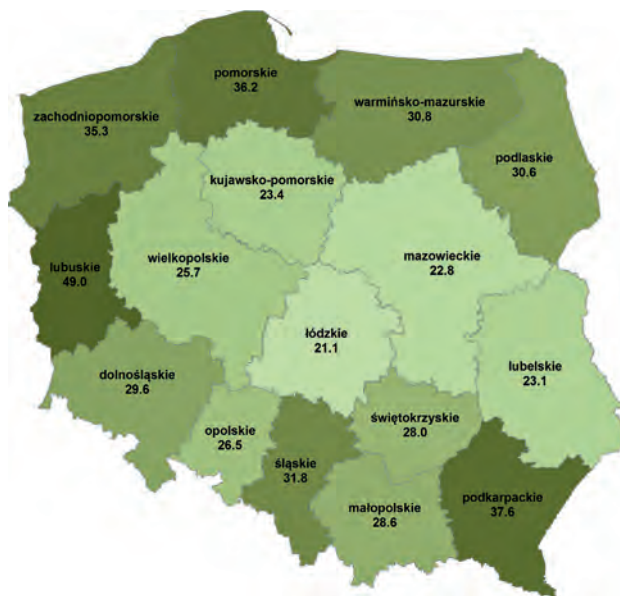 pomorskie
36.2
warmińsko-mazurskie
30.8
zachodniopomorskie
35.3
podlaskie
30.6
kujawsko-pomorskie
23.4
wielkopolskie
25.7
mazowieckie
22.8
lubuskie
49.0
łódzkie
21.1
lubelskie
23.1
dolnośląskie
29.6
świętokrzyskie
28.0
opolskie
26.5
śląskie
31.8
podkarpackie
37.6
małopolskie
28.6